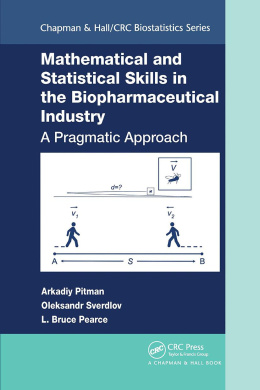 Chapman & Hall/CRC Biostatistics Series
Mathematical and
Statistical Skills in
the Biopharmaceutical
Industry
A Pragmatic Approach
V
d=?
V1
V2
A
S
B
Arkadiy Pitman
Oleksandr Sverdlov
L. Bruce Pearce
CRC Press
Taylor & Francis Group
A CHAPMAN & HALL BOOK